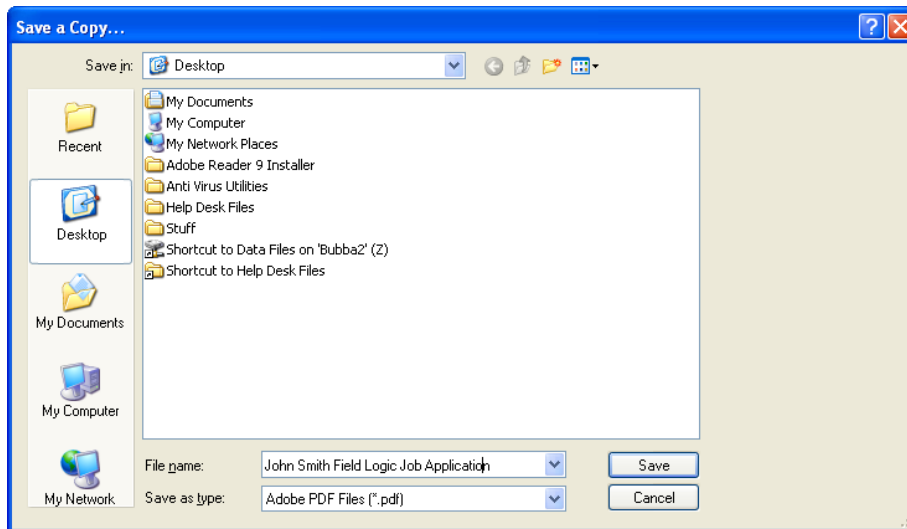 Save a Copy...
Save in: Desktop
Recent
Desktop
My Documents
My Computer
My Network
My Documents
My Computer
My Network Places
Adobe Reader 9 Installer
Anti Virus Utilities
Help Desk Files
Stuff
Shortcut to Data Files on 'Bubba2' (Z)
Shortcut to Help Desk Files
File name: John Smith Field Logic Job Application Save
Save as type: Adobe PDF Files (*.pdf) Cancel